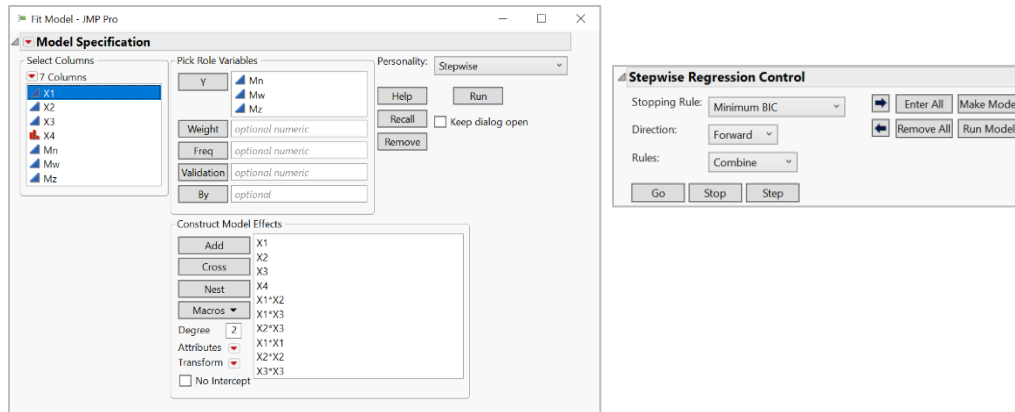 Fit Model - JMP Pro
Model Specification
Select Columns
7 Columns
X1
X2
X3
X4
Mn
Mw
Mz
Pick Role Variables
Y
Mn
Mw
Mz
Weight optional numeric
Freq optional numeric
Validation optional numeric
By optional
Personality: Stepwise
Help Run
Recall Keep dialog open
Remove
Construct Model Effects
Add
Cross
Nest
Macros
Degree 2
Attributes
Transform
No Intercept
X1
X2
X3
X4
X1*X2
X1*X3
X2*X3
X1*X1
X2*X2
X3*X3
Stepwise Regression Control
Stopping Rule: Minimum BIC
Direction: Forward
Rules: Combine
Enter All Make Mode
Remove All Run Model
Go Stop Step